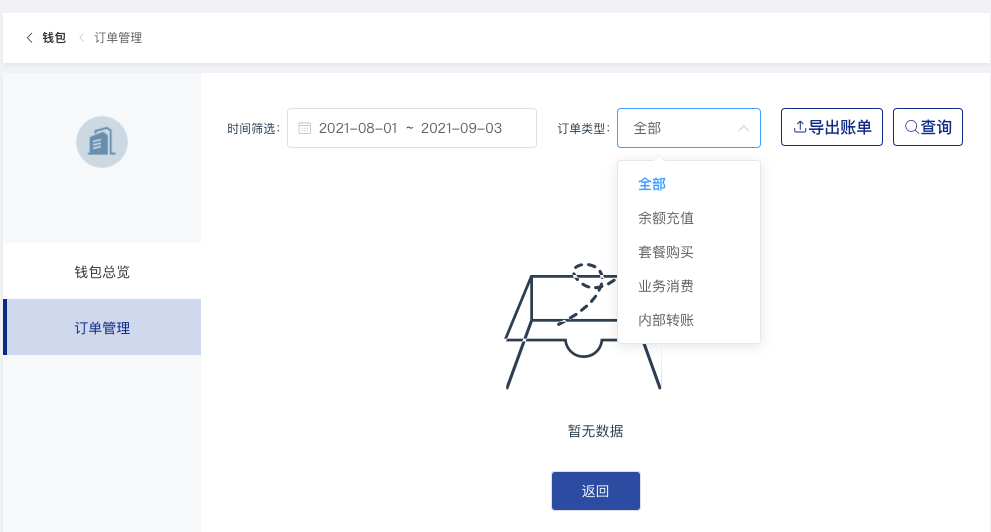 钱包 订单管理
时间筛选： 2021-08-01 ~ 2021-09-03 订单类型： 全部 导出账单 查询
全部
余额充值
套餐购买
业务消费
内部转账
钱包总览
订单管理
暂无数据
返回